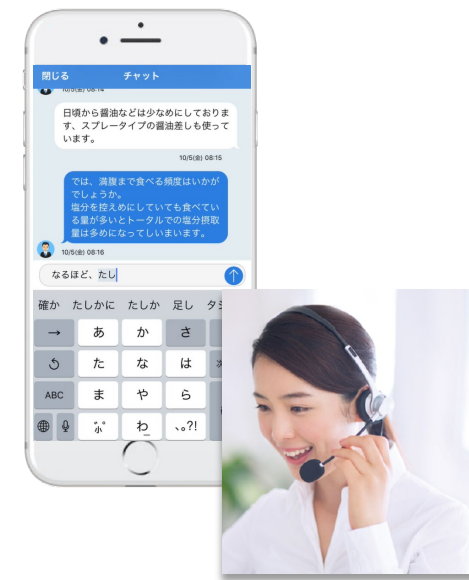 閉じる チャット
10/5(金) 08:14
日頃から醤油などは少なめにしておりま
す、スプレータイプの醤油差しも使って
います。
10/5(金) 08:15
では、満腹まで食べる頻度はいかが
でしょうか。
塩分を控えめにしていても食べてい
る量が多いとトータルでの塩分摂取
量は多めになってしいまいます。
10/5(金) 08:16
なるほど、たし
確か たしかに たしか 足し
→ あ か さ
た な は
ABC ま や ら
小 わ 、。?!